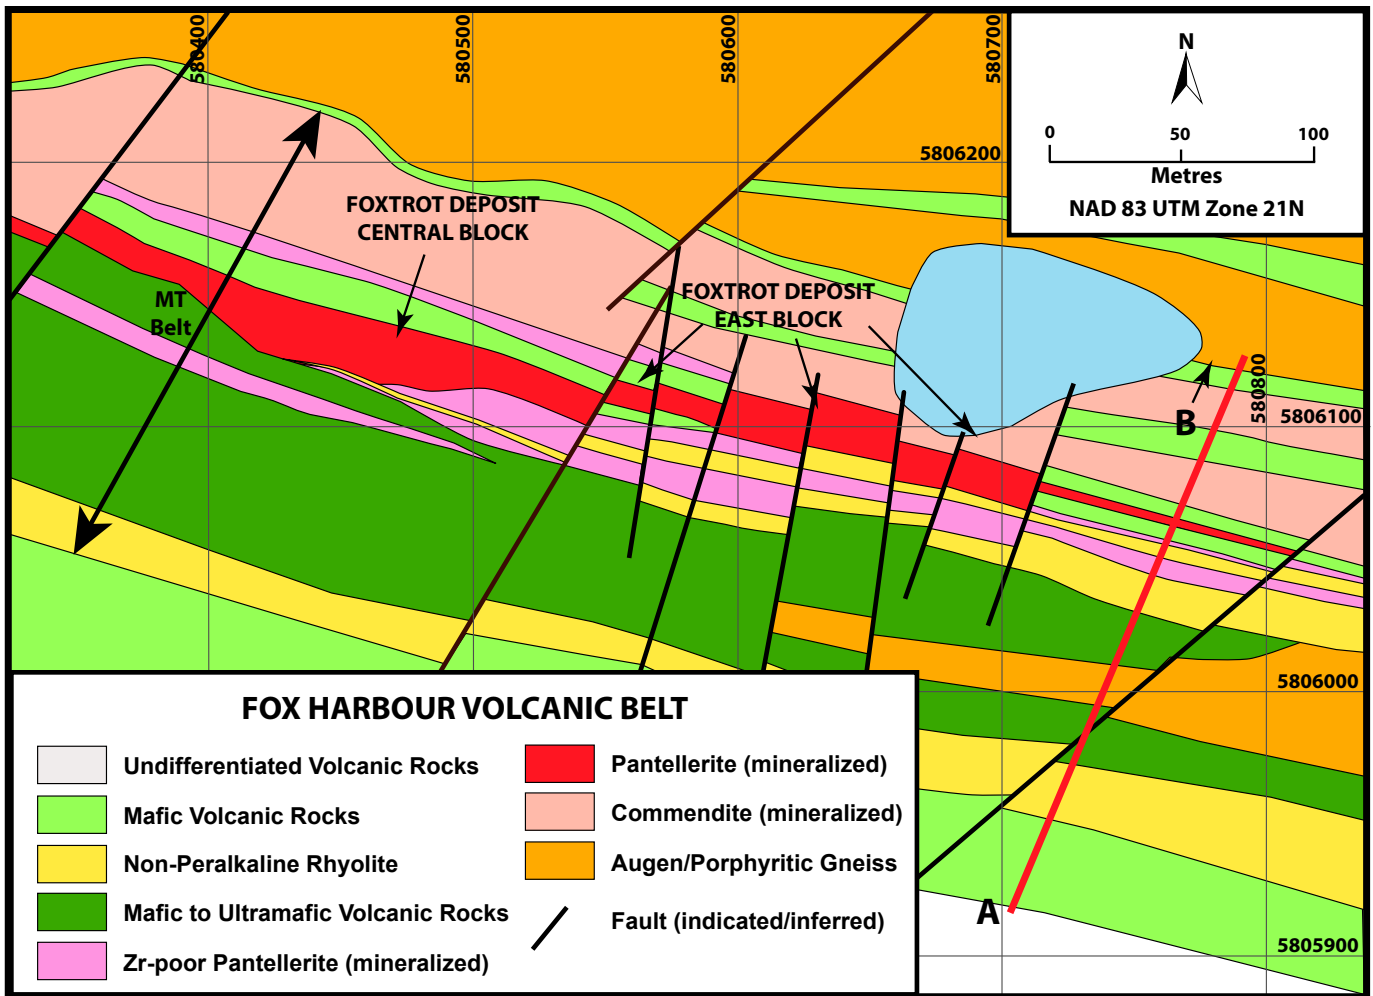 580400
580500
580600
580700
N
0 50 100
Metres
NAD 83 UTM Zone 21N
5806200
FOXTROT DEPOSIT
CENTRAL BLOCK
FOXTROT DEPOSIT
EAST BLOCK
MT
Belt
580800
B
5806100
5806000
A
5805900
FOX HARBOUR VOLCANIC BELT
Undifferentiated Volcanic Rocks
Mafic Volcanic Rocks
Non-Peralkaline Rhyolite
Mafic to Ultramafic Volcanic Rocks
Zr-poor Pantellerite (mineralized)
Pantellerite (mineralized)
Commendite (mineralized)
Augen/Porphyritic Gneiss
Fault (indicated/inferred)